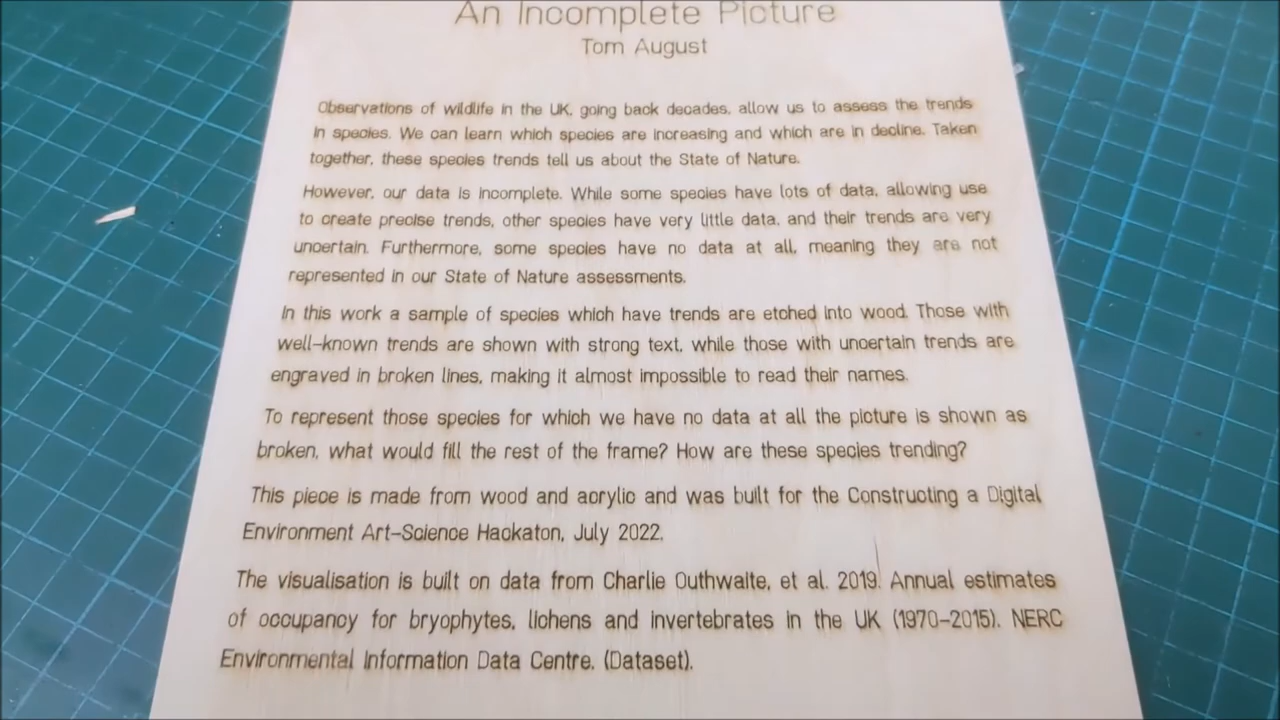 An Incomplete Picture
Tom August
Observations of wildlife in the UK, going back decades, allow us to assess the trends
in species. We can learn which species are increasing and which are in decline. Taken
together, these species trends tell us about the State of Nature.
However, our data is incomplete. While some species have lots of data, allowing use
to create precise trends, other species have very little data, and their trends are very
uncertain. Furthermore, some species have no data at all, meaning they are not
represented in our State of Nature assessments.
In this work a sample of species which have trends are etched into wood. Those with
well-known trends are shown with strong text, while those with uncertain trends are
engraved in broken lines, making it almost impossible to read their names.
To represent those species for which we have no data at all the picture is shown as
broken, what would fill the rest of the frame? How are these species trending?
This piece is made from wood and acrylic and was built for the Constructing a Digital
Environment Art-Science Hackaton, July 2022.
The visualisation is built on data from Charlie Outhwaite, et al. 2019. Annual estimates
of occupancy for bryophytes, lichens and invertebrates in the UK (1970-2015). NERC
Environmental Information Data Centre. (Dataset).